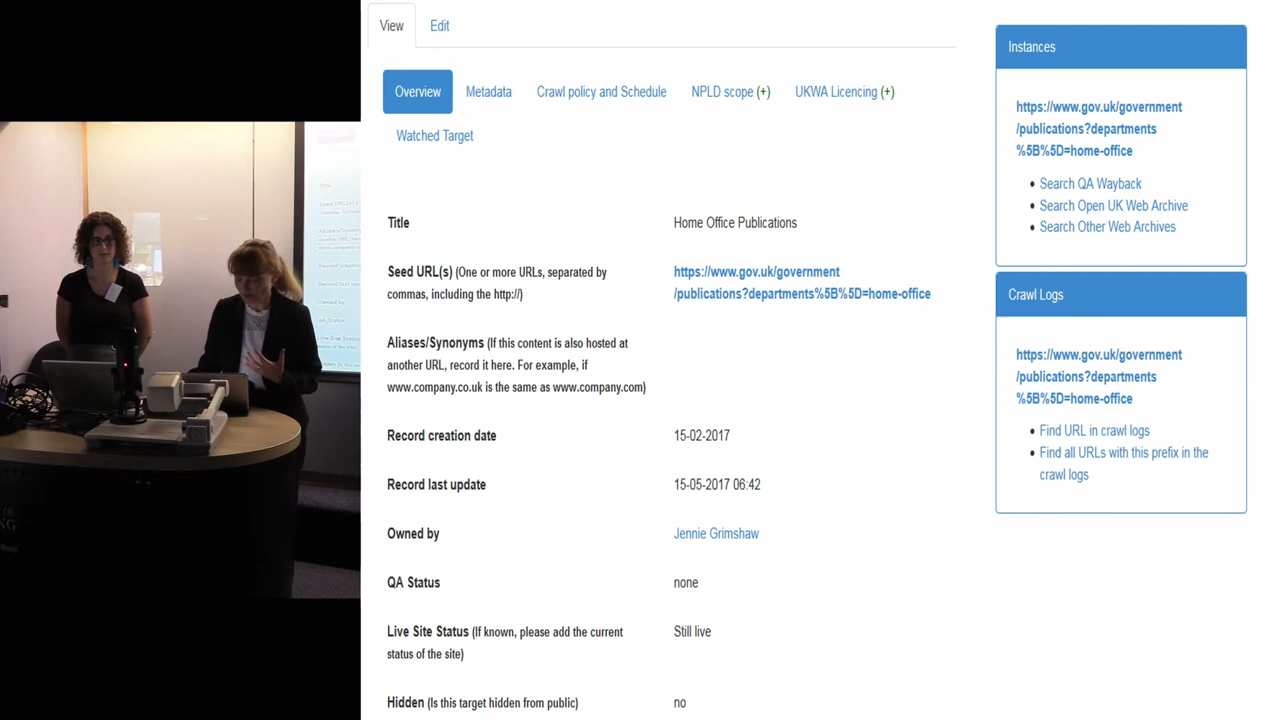 View
Edit
Overview
Metadata
Crawl policy and Schedule
NPLD scope (+)
UKWA Licencing (+)
Watched Target
Title
Home Office Publications
Seed URL(s) (One or more URLs, separated by
commas, including the http://)
https://www.gov.uk/government
/publications?departments%5B%5D=home-office
Aliases/Synonyms (If this content is also hosted at
another URL, record it here. For example, if
www.company.co.uk is the same as www.company.com)
Record creation date
15-02-2017
Record last update
15-05-2017 06:42
Owned by
Jennie Grimshaw
QA Status
none
Live Site Status (If known, please add the current
status of the site)
Still live
Hidden (Is this target hidden from public)
no
Instances
https://www.gov.uk/government
/publications?departments
%5B%5D=home-office
• Search QA Wayback
• Search Open UK Web Archive
• Search Other Web Archives
Crawl Logs
https://www.gov.uk/government
/publications?departments
%5B%5D=home-office
• Find URL in crawl logs
• Find all URLs with this prefix in the
crawl logs